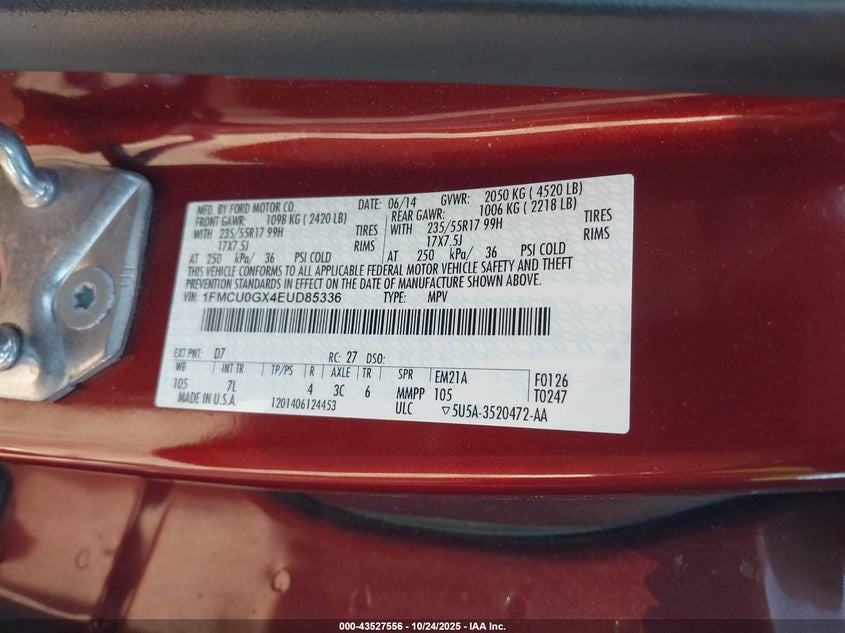 MFD. BY FORD MOTOR CO. DATE: 06/14 GVWR: 2050 KG ( 4520 LB)
FRONT GAWR: 1098 KG ( 2420 LB) REAR GAWR: 1006 KG ( 2218 LB)
WITH 235/55R17 99H TIRES WITH 235/55R17 99H TIRES
17X7.5J RIMS 17X7.5J RIMS
AT 250 kPa/ 36 PSI COLD AT 250 kPa/ 36 PSI COLD
THIS VEHICLE CONFORMS TO ALL APPLICABLE FEDERAL MOTOR VEHICLE SAFETY AND THEFT
PREVENTION STANDARDS IN EFFECT ON THE DATE OF MANUFACTURE SHOWN ABOVE.
VIN: 1FMCU0GX4EUD85336 TYPE: MPV
EXT PNT: D7 RC: 27 DSO:
WB INT TR TP/PS R AXLE TR SPR EM21A F0126
105 7L 4 3C 6 MMPP 105 T0247
MADE IN U.S.A. 1201406124453 ULC ▽5U5A-3520472-AA
000-43527556 - 10/24/2025 - IAA Inc.